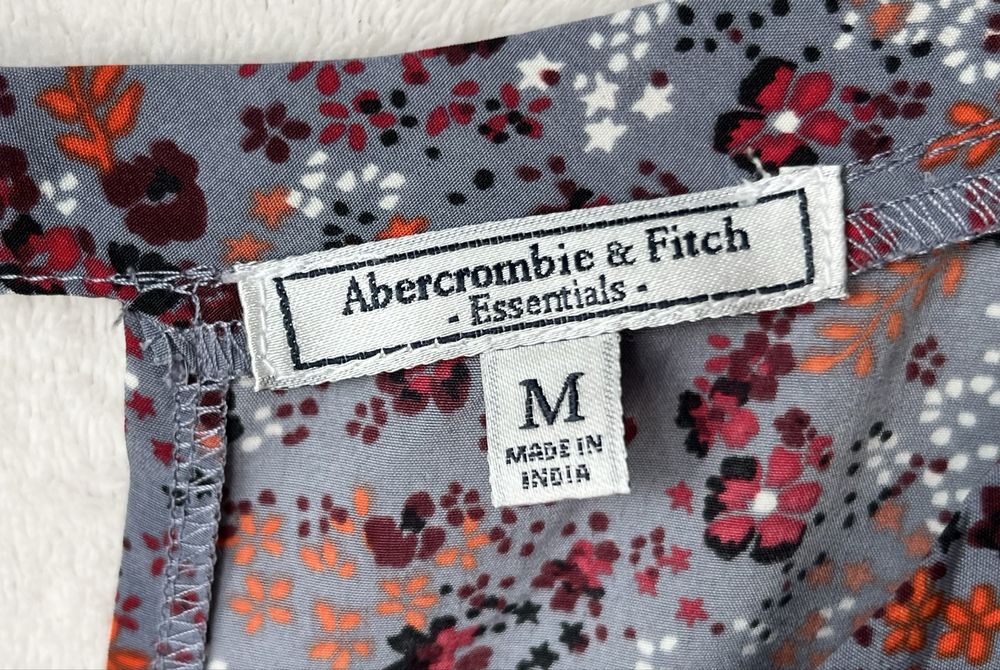 Abercrombie & Fitch
- Essentials -
M
MADE IN
INDIA